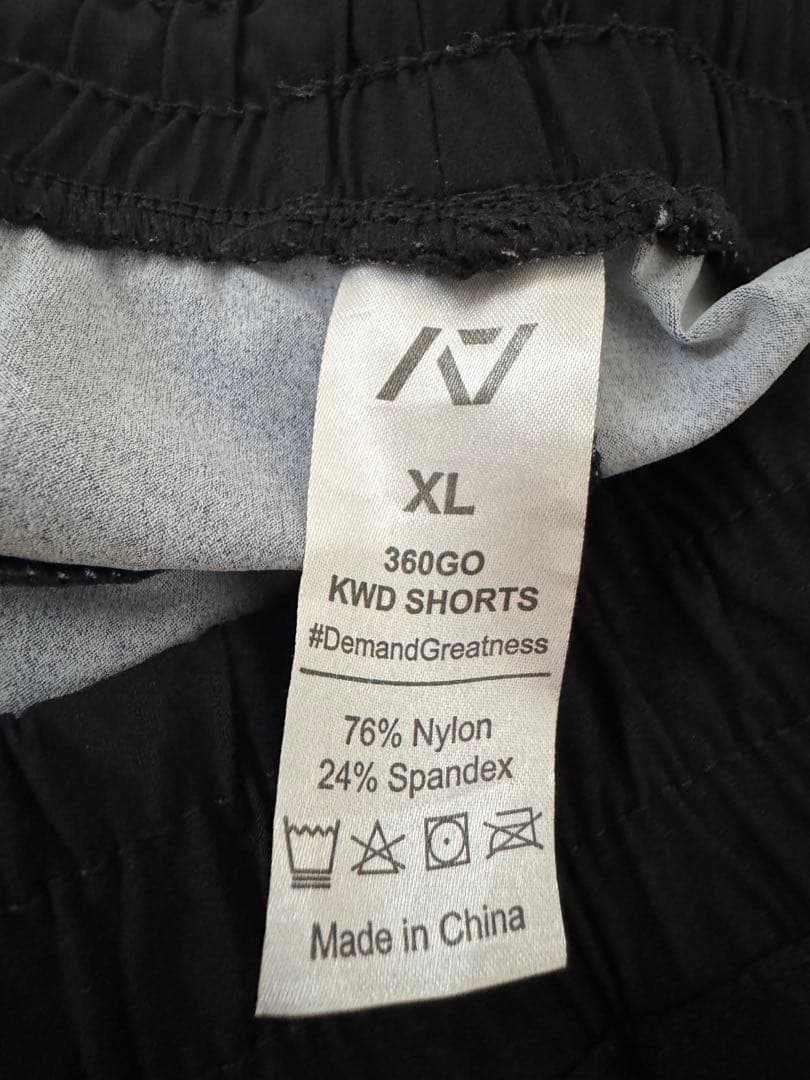 XL
360GO
KWD SHORTS
#DemandGreatness
76% Nylon
24% Spandex
Made in China